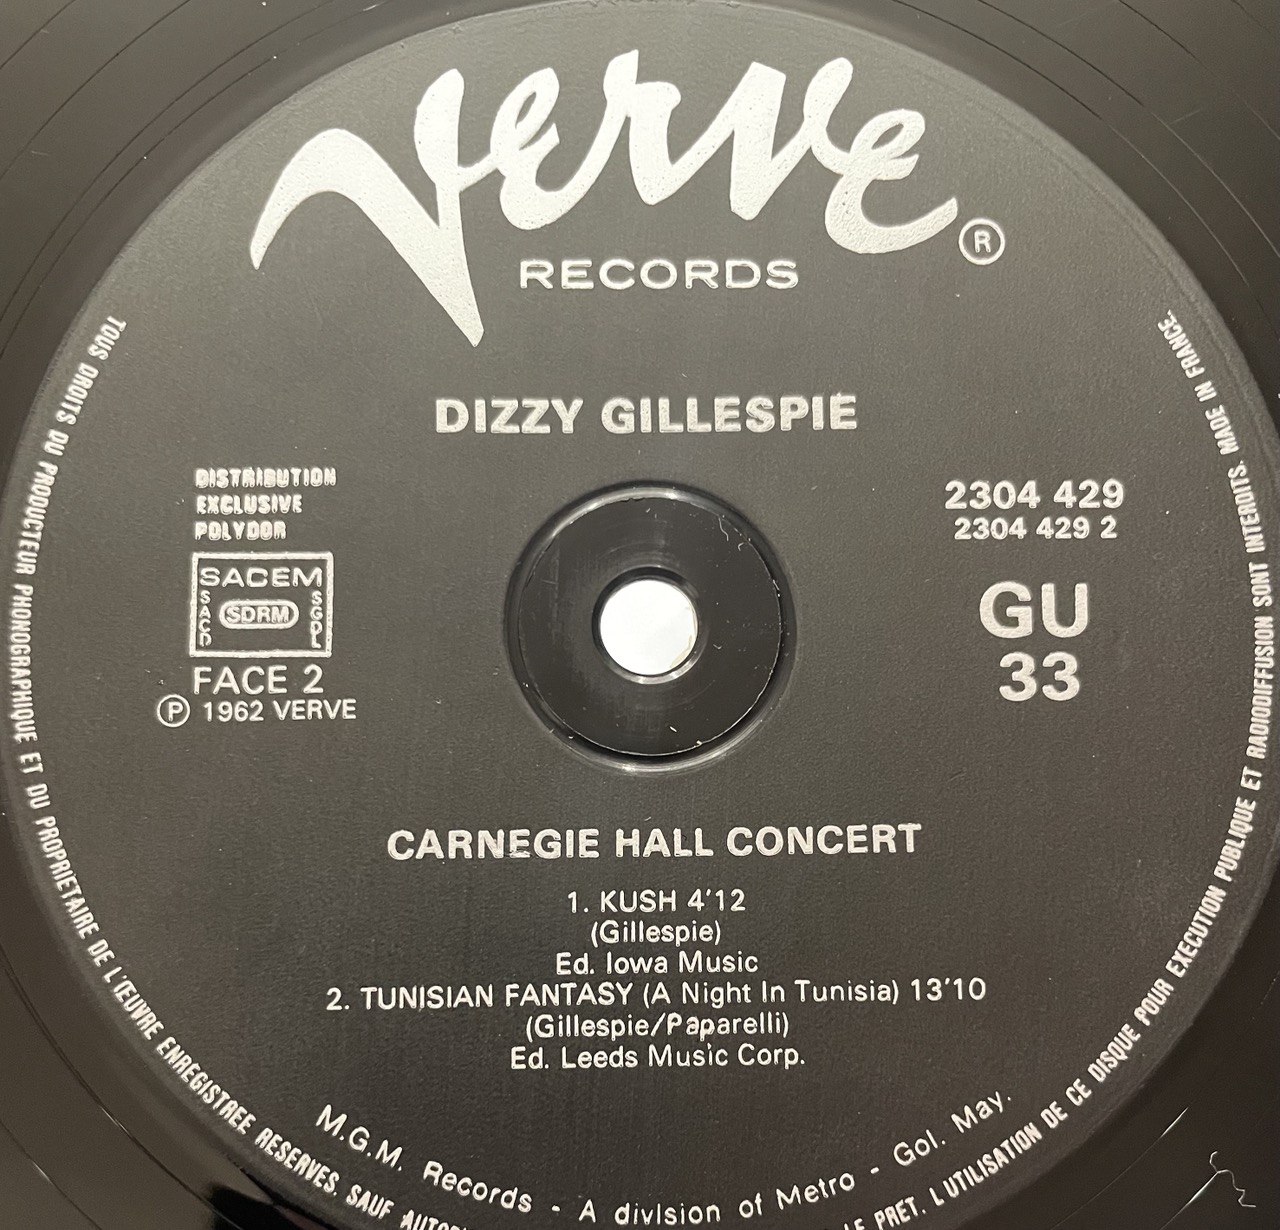 verve
®
RECORDS
DIZZY GILLESPIE
DISTRIBUTION
EXCLUSIVE
POLYDOR
SACEM
SACD
SDRM
SGDL
FACE 2
Ⓟ 1962 VERVE
2304 429
2304 429 2
GU
33
CARNEGIE HALL CONCERT
1. KUSH 4'12
(Gillespie)
Ed. Iowa Music
2. TUNISIAN FANTASY (A Night In Tunisia) 13'10
(Gillespie/Paparelli)
Ed. Leeds Music Corp.
M.G.M. Records - A division of Metro - Gol. May.
TOUS DROITS DU PRODUCTEUR PHONOGRAPHIQUE ET DU PROPRIETAIRE DE L'ŒUVRE ENREGISTREE RESERVES. SAUF
PRET. L'UTILISATION DE CE DISQUE POUR EXECUTION PUBLIQUE ET RADIODIFFUSION SONT INTERDITS. MADE IN FRANCE.